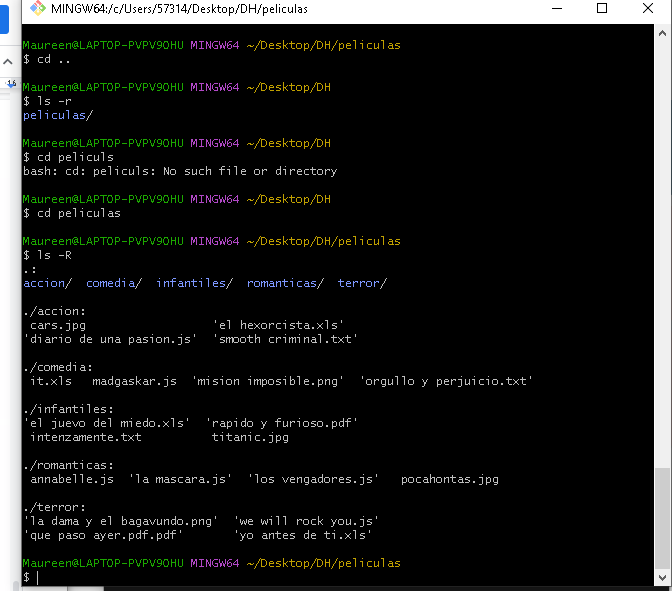 MINGW64:/c/Users/57314/Desktop/DH/peliculas
Maureen@LAPTOP-PVPV9OHU MINGW64 ~/Desktop/DH/peliculas
$ cd ..
Maureen@LAPTOP-PVPV9OHU MINGW64 ~/Desktop/DH
$ ls -r
peliculas/
Maureen@LAPTOP-PVPV9OHU MINGW64 ~/Desktop/DH
$ cd peliculs
bash: cd: peliculs: No such file or directory
Maureen@LAPTOP-PVPV9OHU MINGW64 ~/Desktop/DH
$ cd peliculas
Maureen@LAPTOP-PVPV9OHU MINGW64 ~/Desktop/DH/peliculas
$ ls -R
.:
accion/  comedia/  infantiles/  romanticas/  terror/
./accion:
 cars.jpg                  'el hexorcista.xls'
'diario de una pasion.js'  'smooth criminal.txt'
./comedia:
 it.xls   madgaskar.js  'mision imposible.png'  'orgullo y perjuicio.txt'
./infantiles:
'el juevo del miedo.xls'  'rapido y furioso.pdf'
 intenzamente.txt          titanic.jpg
./romanticas:
 annabelle.js  'la mascara.js'  'los vengadores.js'   pocahontas.jpg
./terror:
'la dama y el bagavundo.png'  'we will rock you.js'
'que paso ayer.pdf.pdf'       'yo antes de ti.xls'
Maureen@LAPTOP-PVPV9OHU MINGW64 ~/Desktop/DH/peliculas
$